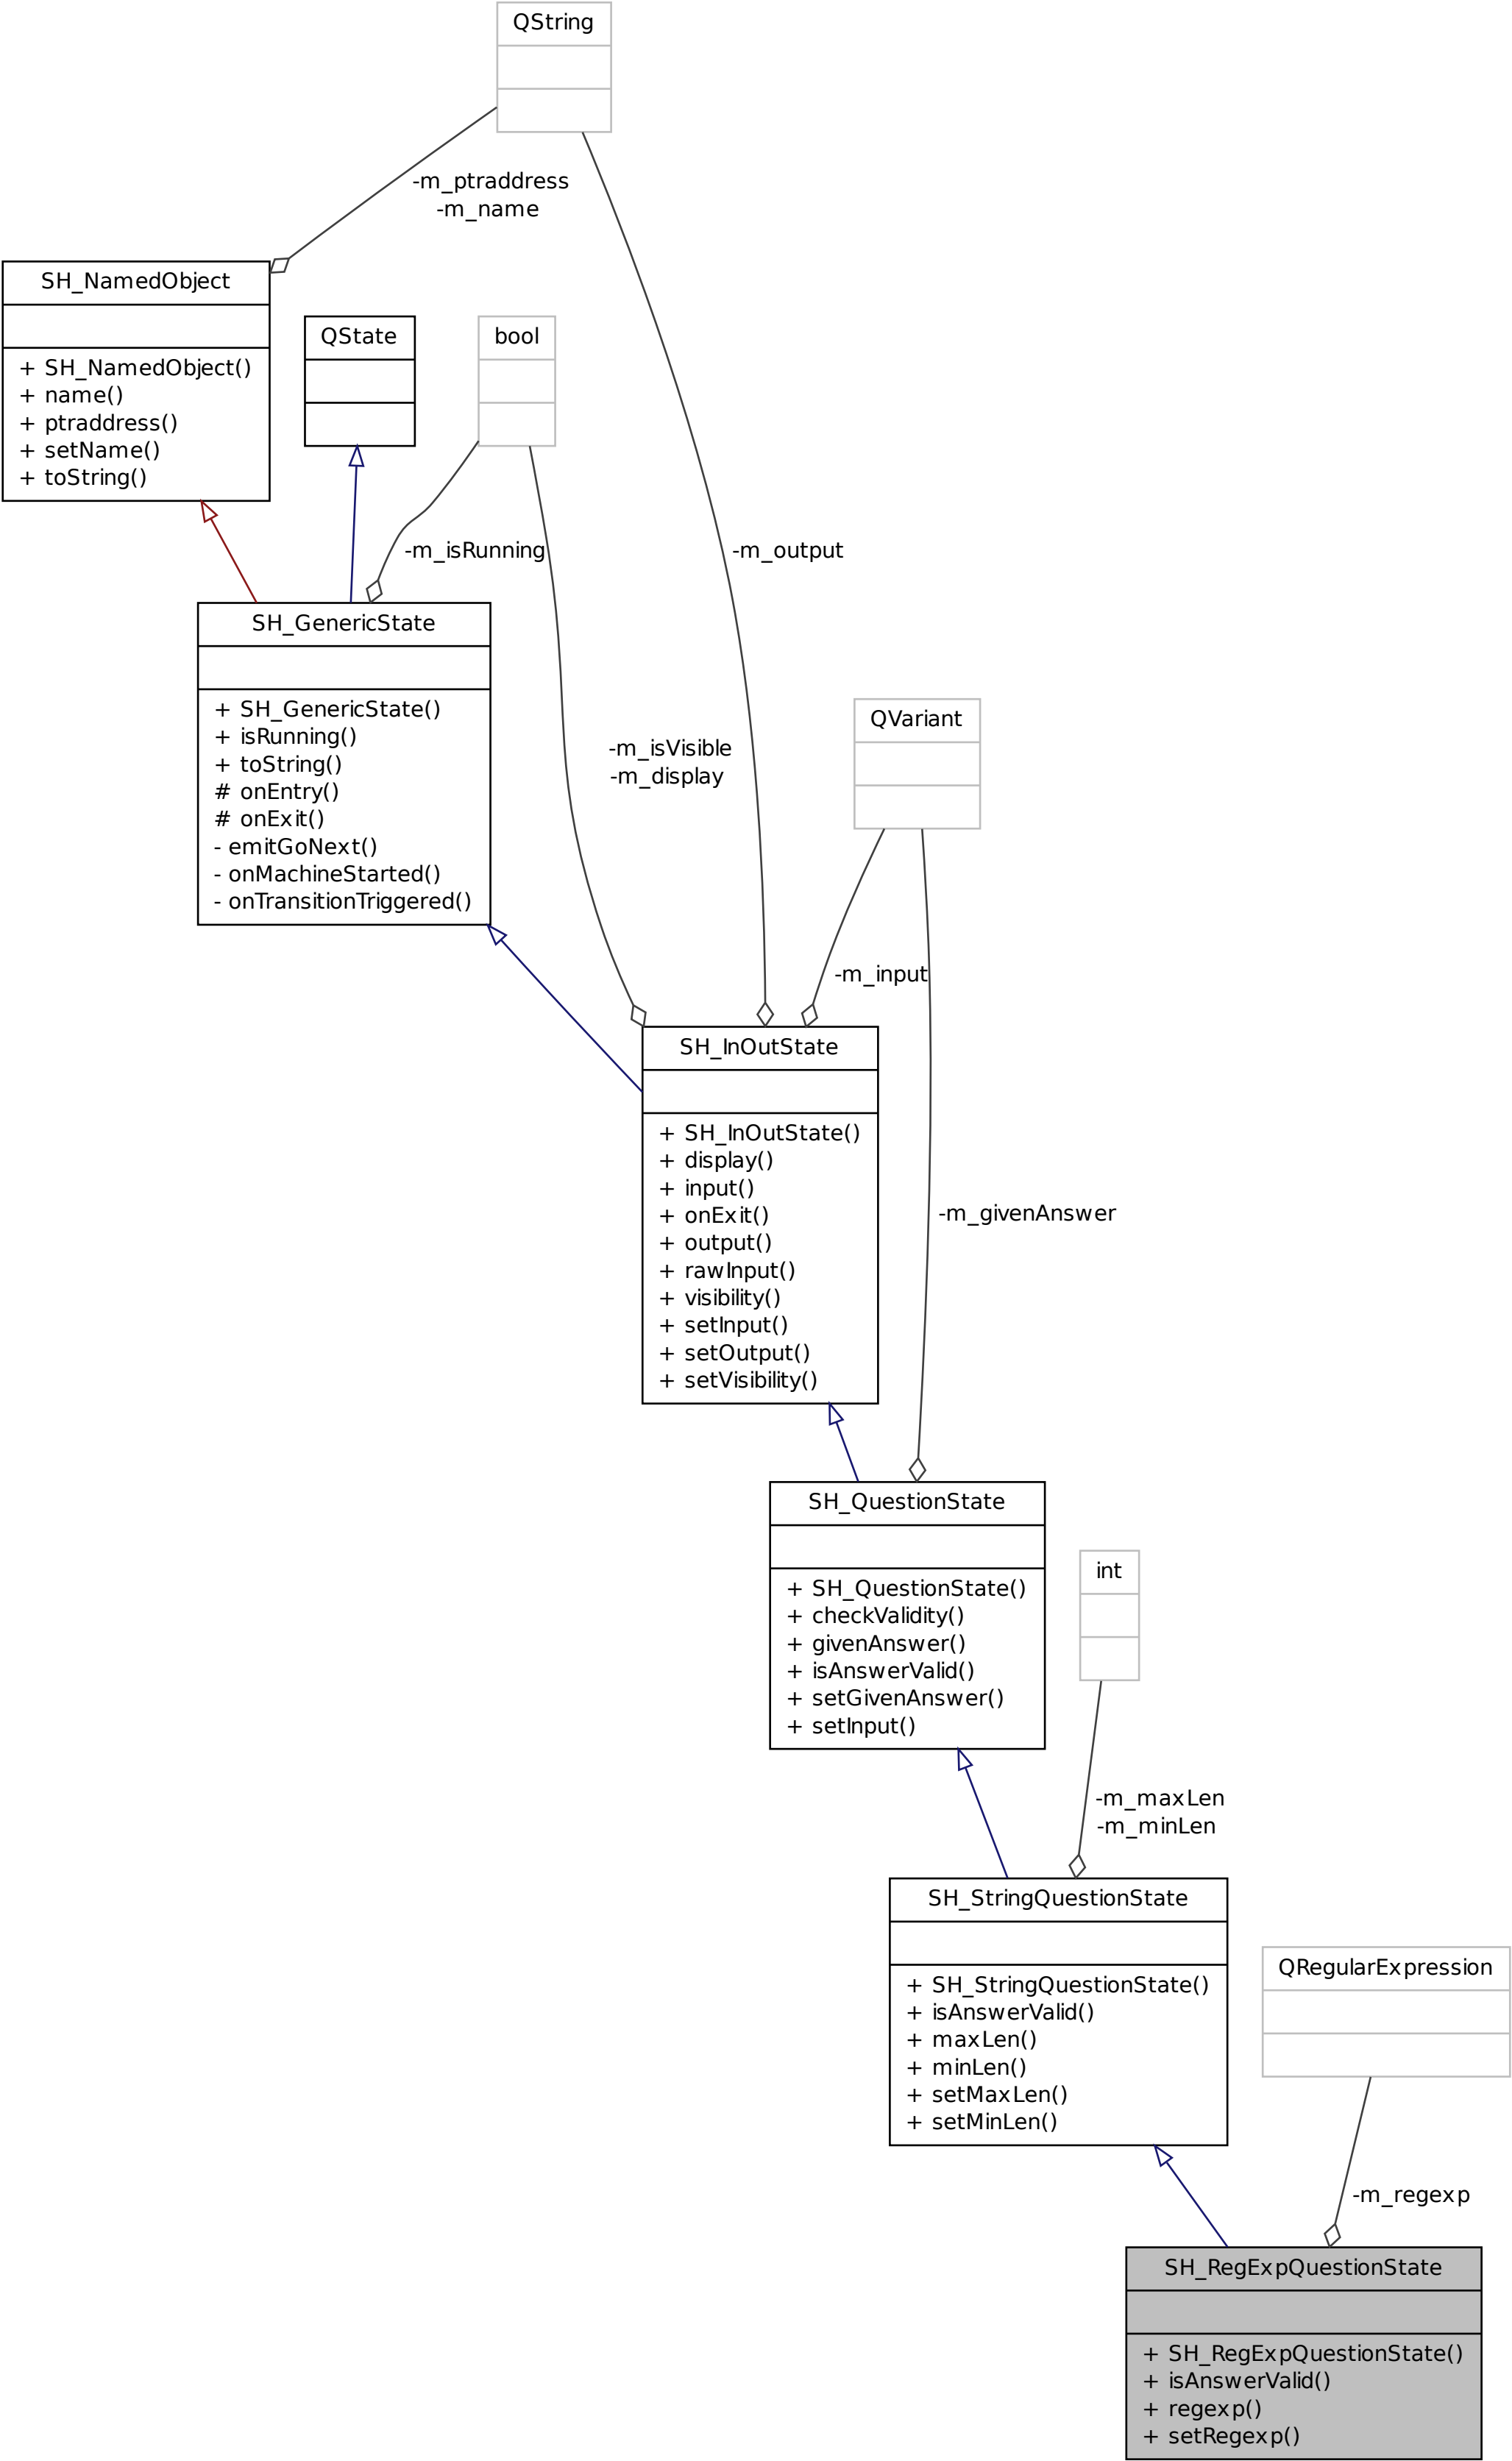 QString
-m_ptraddress
-m_name
SH_NamedObject
+ SH_NamedObject()
+ name()
+ ptraddress()
+ setName()
+ toString()
QState
bool
-m_isRunning
-m_output
SH_GenericState
+ SH_GenericState()
+ isRunning()
+ toString()
# onEntry()
# onExit()
- emitGoNext()
- onMachineStarted()
- onTransitionTriggered()
-m_isVisible
-m_display
QVariant
-m_input
SH_InOutState
+ SH_InOutState()
+ display()
+ input()
+ onExit()
+ output()
+ rawInput()
+ visibility()
+ setInput()
+ setOutput()
+ setVisibility()
-m_givenAnswer
SH_QuestionState
+ SH_QuestionState()
+ checkValidity()
+ givenAnswer()
+ isAnswerValid()
+ setGivenAnswer()
+ setInput()
int
-m_maxLen
-m_minLen
SH_StringQuestionState
+ SH_StringQuestionState()
+ isAnswerValid()
+ maxLen()
+ minLen()
+ setMaxLen()
+ setMinLen()
QRegularExpression
-m_regexp
SH_RegExpQuestionState
+ SH_RegExpQuestionState()
+ isAnswerValid()
+ regexp()
+ setRegexp()